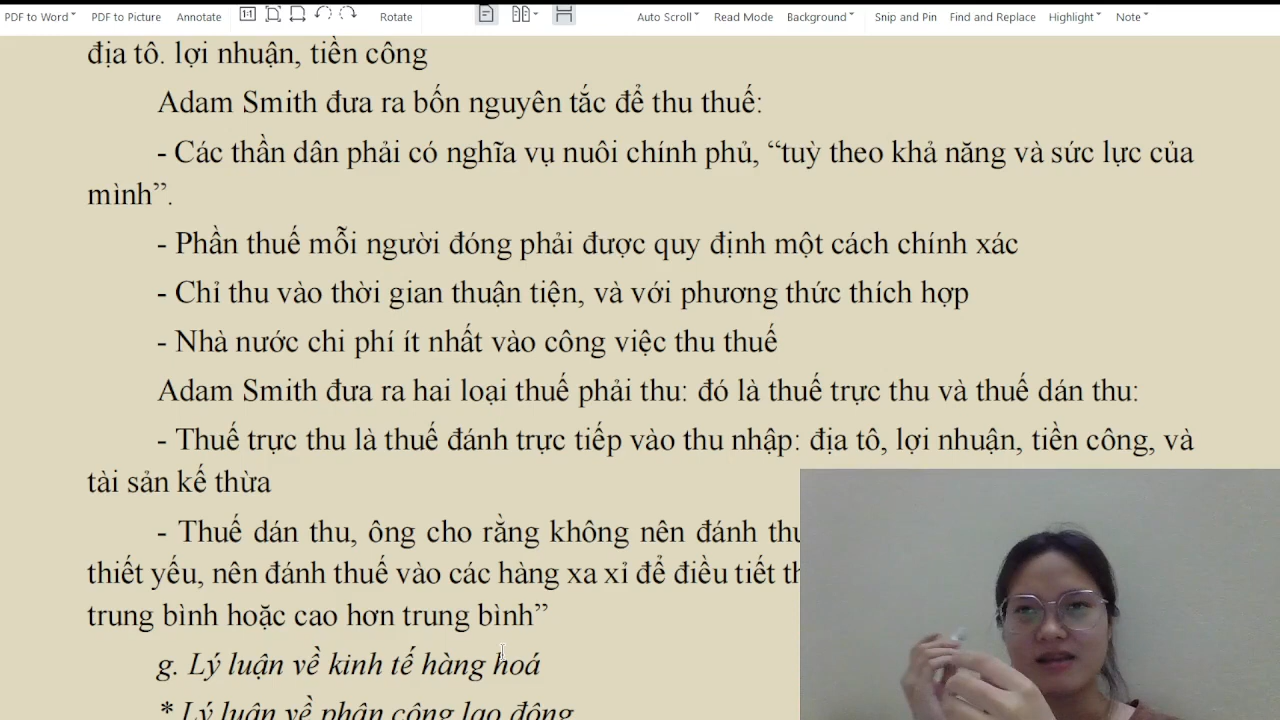 PDF to Word PDF to Picture Annotate 1:1 Rotate Auto Scroll Read Mode Background Snip and Pin Find and Replace Highlight Note
địa tô. lợi nhuận, tiền công
Adam Smith đưa ra bốn nguyên tắc để thu thuế:
- Các thần dân phải có nghĩa vụ nuôi chính phủ, “tuỳ theo khả năng và sức lực của
mình”.
- Phần thuế mỗi người đóng phải được quy định một cách chính xác
- Chỉ thu vào thời gian thuận tiện, và với phương thức thích hợp
- Nhà nước chi phí ít nhất vào công việc thu thuế
Adam Smith đưa ra hai loại thuế phải thu: đó là thuế trực thu và thuế dán thu:
- Thuế trực thu là thuế đánh trực tiếp vào thu nhập: địa tô, lợi nhuận, tiền công, và
tài sản kế thừa
- Thuế dán thu, ông cho rằng không nên đánh
thiết yếu, nên đánh thuế vào các hàng xa xỉ để điều tiết
trung bình hoặc cao hơn trung bình”
g. Lý luận về kinh tế hàng hoá
* Lý luận về phân công lao động